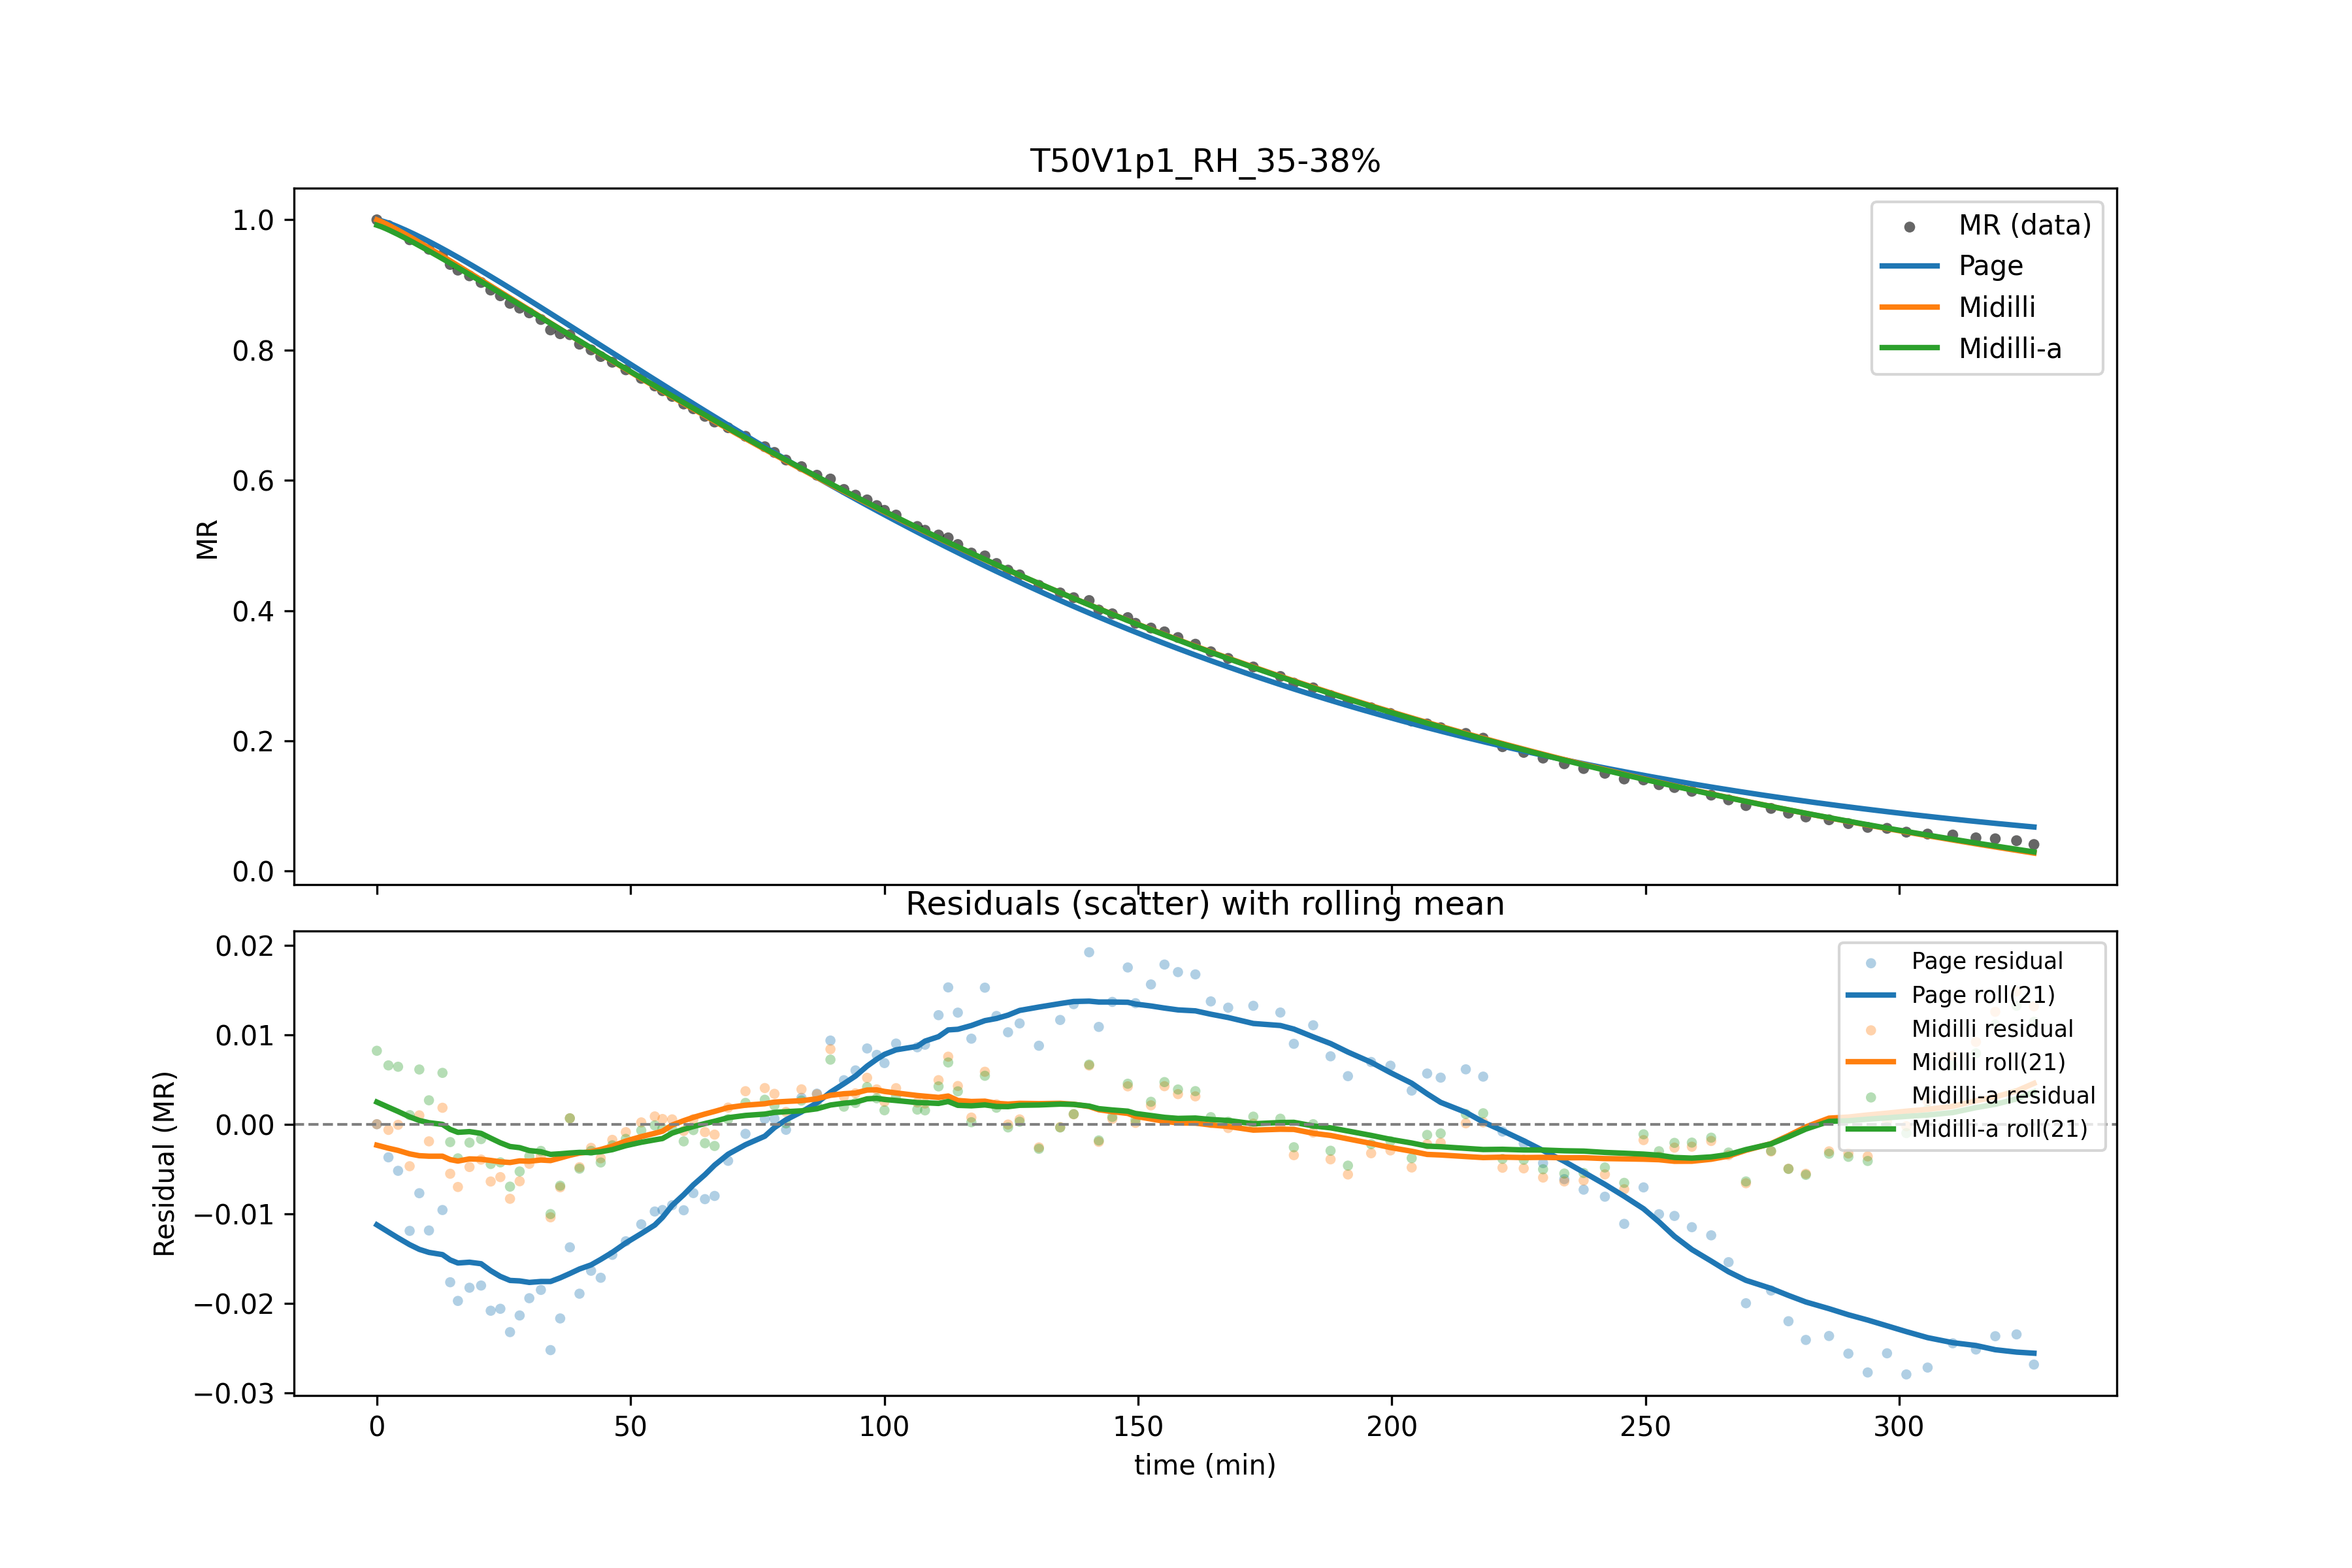 T50V1p1_RH_35-38%
1.0
0.8
0.6
0.4
0.2
0.0
MR
MR (data)
Page
Midilli
Midilli-a
Residuals (scatter) with rolling mean
0.02
0.01
0.00
−0.01
−0.02
−0.03
Residual (MR)
Page residual
Page roll(21)
Midilli residual
Midilli roll(21)
Midilli-a residual
Midilli-a roll(21)
0 50 100 150 200 250 300
time (min)